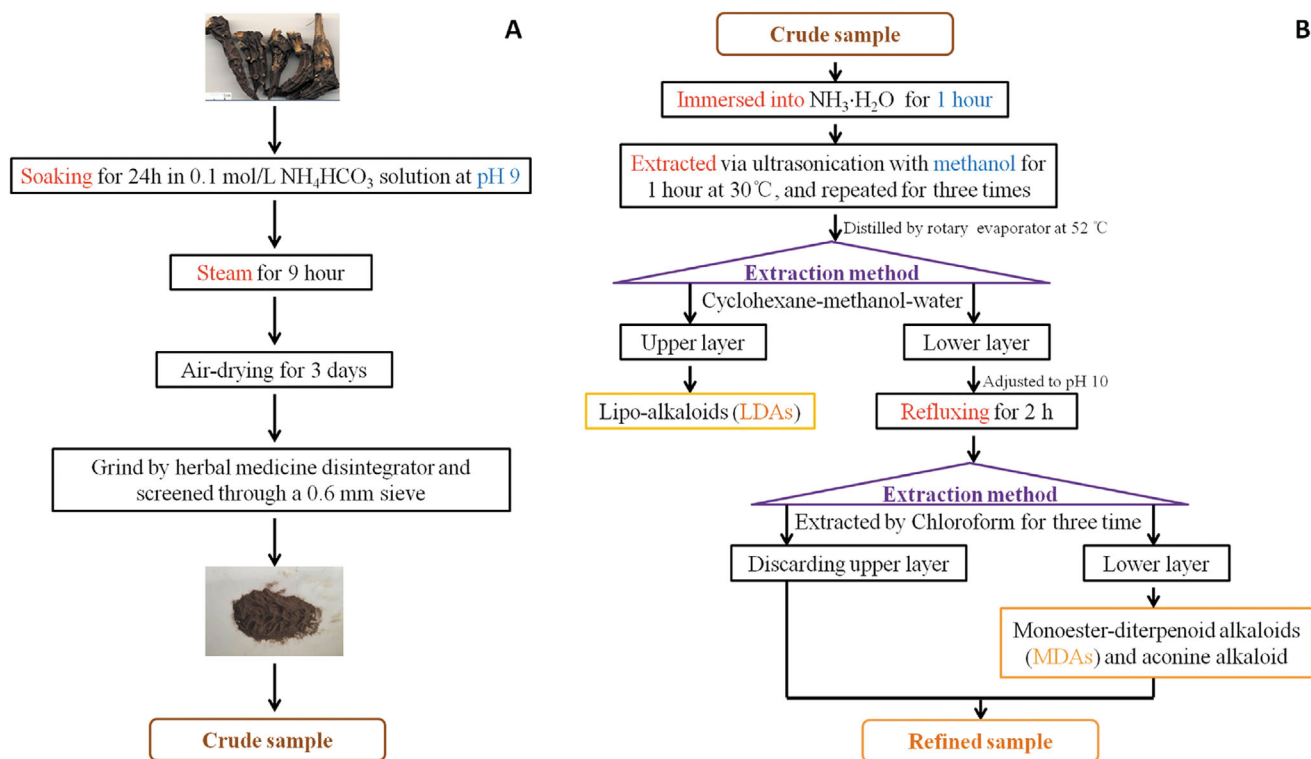 A
Soaking for 24h in 0.1 mol/L NH₄HCO₃ solution at pH 9
Steam for 9 hour
Air-drying for 3 days
Grind by herbal medicine disintegrator and
screened through a 0.6 mm sieve
Crude sample
B
Crude sample
Immersed into NH₃·H₂O for 1 hour
Extracted via ultrasonication with methanol for
1 hour at 30℃, and repeated for three times
Distilled by rotary evaporator at 52 ℃
Extraction method
Cyclohexane-methanol-water
Upper layer
Lower layer
Lipo-alkaloids (LDAs)
Adjusted to pH 10
Refluxing for 2 h
Extraction method
Extracted by Chloroform for three time
Discarding upper layer
Lower layer
Monoester-diterpenoid alkaloids
(MDAs) and aconine alkaloid
Refined sample